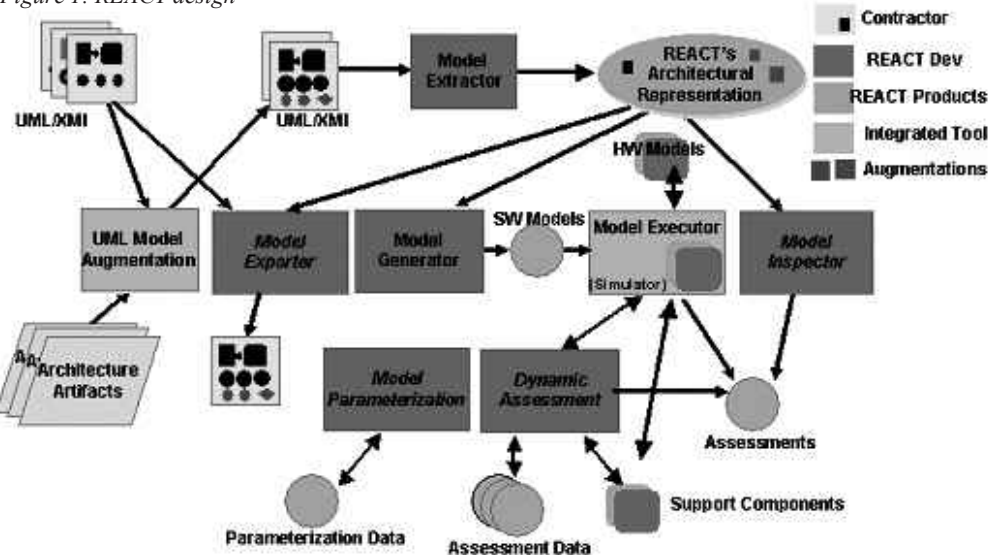 Figure 1. REACT design
Contractor
REACT Dev
REACT Products
Integrated Tool
Augmentations
UML/XMI
UML/XMI
Model
Extractor
REACT's
Architectural
Representation
HW Models
UML Model
Augmentation
Model
Exporter
Model
Generator
SW Models
Model Executor
(Simulator)
Model
Inspector
A
A:
Architecture
Artifacts
Model
Parameterization
Dynamic
Assessment
Assessments
Parameterization Data
Assessment Data
Support Components